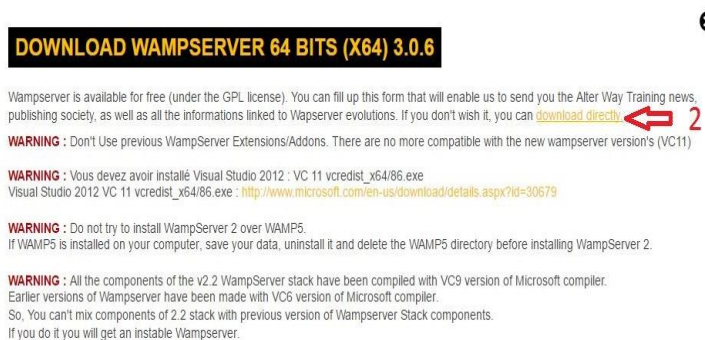 DOWNLOAD WAMPSERVER 64 BITS (X64) 3.0.6
Wampserver is available for free (under the GPL license). You can fill up this form that will enable us to send you the Alter Way Training news,
publishing society, as well as all the informations linked to Wapserver evolutions. If you don't wish it, you can download directly. 2
WARNING : Don't Use previous WampServer Extensions/Addons. There are no more compatible with the new wampserver version's (VC11)
WARNING : Vous devez avoir installé Visual Studio 2012 : VC 11 vcredist_x64/86.exe
Visual Studio 2012 VC 11 vcredist_x64/86.exe : http://www.microsoft.com/en-us/download/details.aspx?id=30679
WARNING : Do not try to install WampServer 2 over WAMP5.
If WAMP5 is installed on your computer, save your data, uninstall it and delete the WAMP5 directory before installing WampServer 2.
WARNING : All the components of the v2.2 WampServer stack have been compiled with VC9 version of Microsoft compiler.
Earlier versions of Wampserver have been made with VC6 version of Microsoft compiler.
So, You can't mix components of 2.2 stack with previous version of Wampserver Stack components.
If you do it you will get an instable Wampserver.